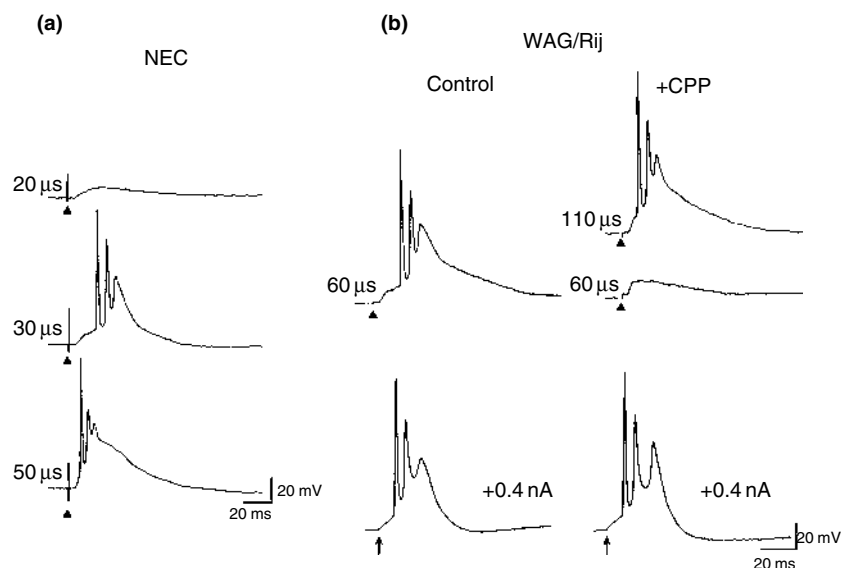 (a)
NEC
20 μs
30 μs
50 μs
20 mV
20 ms
(b)
WAG/Rij
Control
+CPP
60 μs
110 μs
60 μs
+0.4 nA
+0.4 nA
20 mV
20 ms